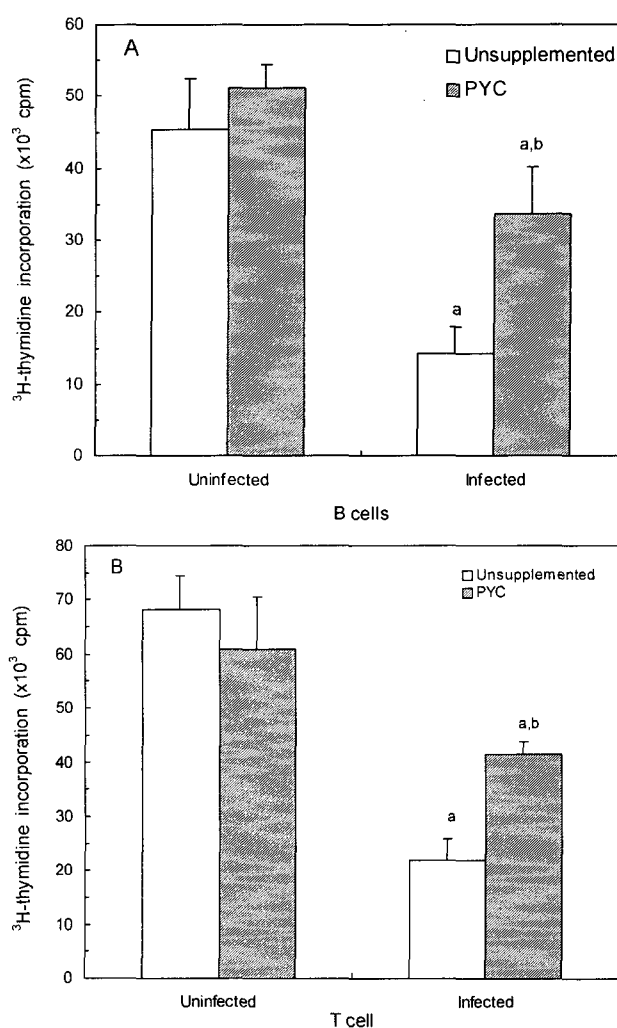 A
Unsupplemented
PYC
60
50
40
30
20
10
0
³H-thymidine incorporation (x10³ cpm)
a
a,b
Uninfected
Infected
B cells
B
Unsupplemented
PYC
80
70
60
50
40
30
20
10
0
³H-thymidine incorporation (x10³ cpm)
a
a,b
Uninfected
Infected
T cell